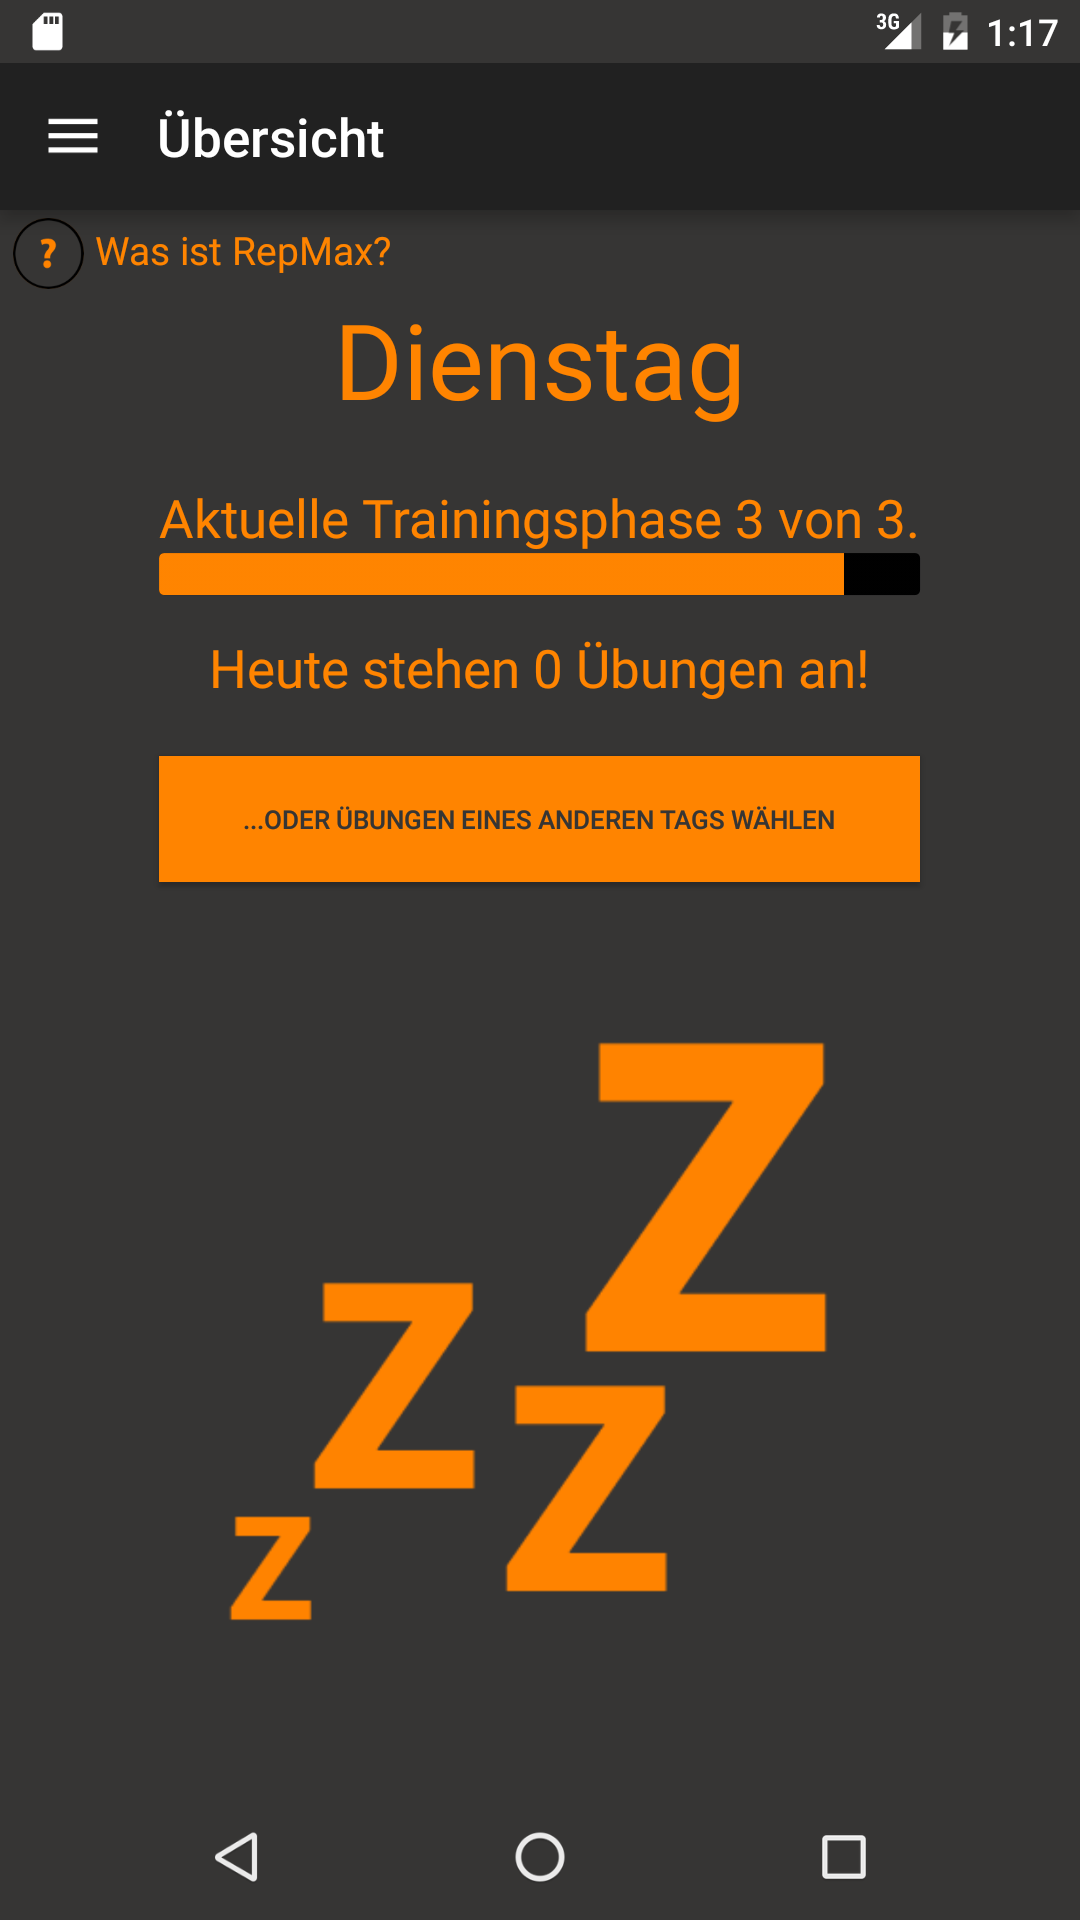 3G 1:17
Übersicht
? Was ist RepMax?
Dienstag
Aktuelle Trainingsphase 3 von 3.
Heute stehen 0 Übungen an!
...ODER ÜBUNGEN EINES ANDEREN TAGS WÄHLEN
Z
Z
Z
Z